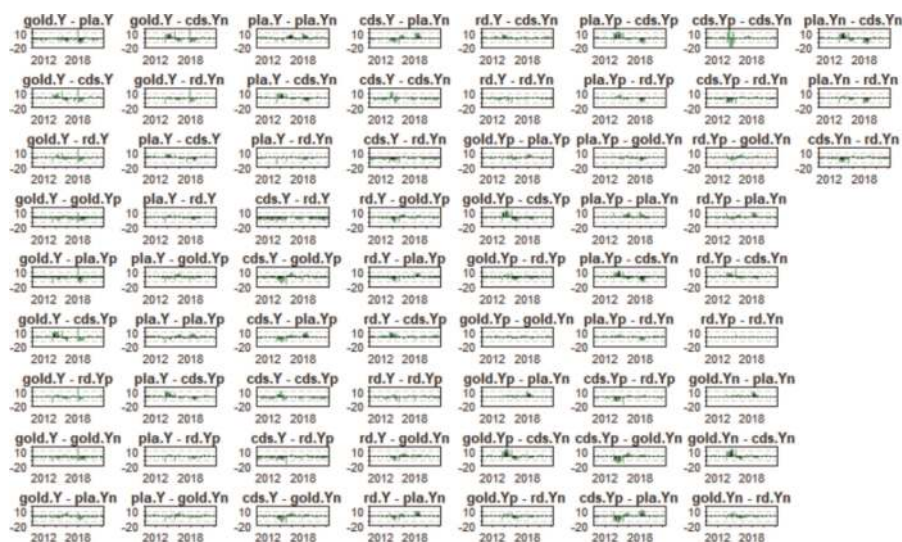 gold.Y - pla.Y gold.Y - cds.Yn pla.Y - pla.Yn cds.Y - pla.Yn rd.Y - cds.Yn pla.Yp - cds.Yp cds.Yp - cds.Yn pla.Yn - cds.Yn
10 10 10 10 10 10 10 10
-20 -20 -20 -20 -20 -20 -20 -20
2012 2018 2012 2018 2012 2018 2012 2018 2012 2018 2012 2018 2012 2018 2012 2018
gold.Y - cds.Y gold.Y - rd.Yn pla.Y - cds.Yn cds.Y - cds.Yn rd.Y - rd.Yn pla.Yp - rd.Yp cds.Yp - rd.Yn pla.Yn - rd.Yn
10 10 10 10 10 10 10 10
-20 -20 -20 -20 -20 -20 -20 -20
2012 2018 2012 2018 2012 2018 2012 2018 2012 2018 2012 2018 2012 2018 2012 2018
gold.Y - rd.Y pla.Y - cds.Y pla.Y - rd.Yn cds.Y - rd.Yn gold.Yp - pla.Yp pla.Yp - gold.Yn rd.Yp - gold.Yn cds.Yn - rd.Yn
10 10 10 10 10 10 10 10
-20 -20 -20 -20 -20 -20 -20 -20
2012 2018 2012 2018 2012 2018 2012 2018 2012 2018 2012 2018 2012 2018 2012 2018
gold.Y - gold.Yp pla.Y - rd.Y cds.Y - rd.Y rd.Y - gold.Yp gold.Yp - cds.Yp pla.Yp - pla.Yn rd.Yp - pla.Yn
10 10 10 10 10 10 10
-20 -20 -20 -20 -20 -20 -20
2012 2018 2012 2018 2012 2018 2012 2018 2012 2018 2012 2018 2012 2018
gold.Y - pla.Yp pla.Y - gold.Yp cds.Y - gold.Yp rd.Y - pla.Yp gold.Yp - rd.Yp pla.Yp - cds.Yn rd.Yp - cds.Yn
10 10 10 10 10 10 10
-20 -20 -20 -20 -20 -20 -20
2012 2018 2012 2018 2012 2018 2012 2018 2012 2018 2012 2018 2012 2018
gold.Y - cds.Yp pla.Y - pla.Yp cds.Y - pla.Yp rd.Y - cds.Yp gold.Yp - gold.Yn pla.Yp - rd.Yn rd.Yp - rd.Yn
10 10 10 10 10 10 10
-20 -20 -20 -20 -20 -20 -20
2012 2018 2012 2018 2012 2018 2012 2018 2012 2018 2012 2018 2012 2018
gold.Y - rd.Yp pla.Y - cds.Yp cds.Y - cds.Yp rd.Y - rd.Yp gold.Yp - pla.Yn cds.Yp - rd.Yp gold.Yn - pla.Yn
10 10 10 10 10 10 10
-20 -20 -20 -20 -20 -20 -20
2012 2018 2012 2018 2012 2018 2012 2018 2012 2018 2012 2018 2012 2018
gold.Y - gold.Yn pla.Y - rd.Yp cds.Y - rd.Yp rd.Y - gold.Yn gold.Yp - cds.Yn cds.Yp - gold.Yn gold.Yn - cds.Yn
10 10 10 10 10 10 10
-20 -20 -20 -20 -20 -20 -20
2012 2018 2012 2018 2012 2018 2012 2018 2012 2018 2012 2018 2012 2018
gold.Y - pla.Yn pla.Y - gold.Yn cds.Y - gold.Yn rd.Y - pla.Yn gold.Yp - rd.Yn cds.Yp - pla.Yn gold.Yn - rd.Yn
10 10 10 10 10 10 10
-20 -20 -20 -20 -20 -20 -20
2012 2018 2012 2018 2012 2018 2012 2018 2012 2018 2012 2018 2012 2018